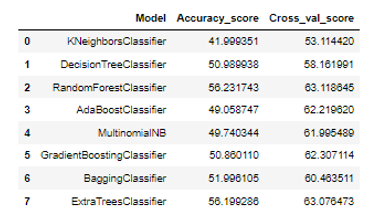 Model Accuracy_score Cross_val_score
0 KNeighborsClassifier 41.999351 53.114420
1 DecisionTreeClassifier 50.989938 58.161991
2 RandomForestClassifier 56.231743 63.118645
3 AdaBoostClassifier 49.058747 62.219620
4 MultinomialNB 49.740344 61.995489
5 GradientBoostingClassifier 50.860110 62.307114
6 BaggingClassifier 51.996105 60.463511
7 ExtraTreesClassifier 56.199286 63.076473